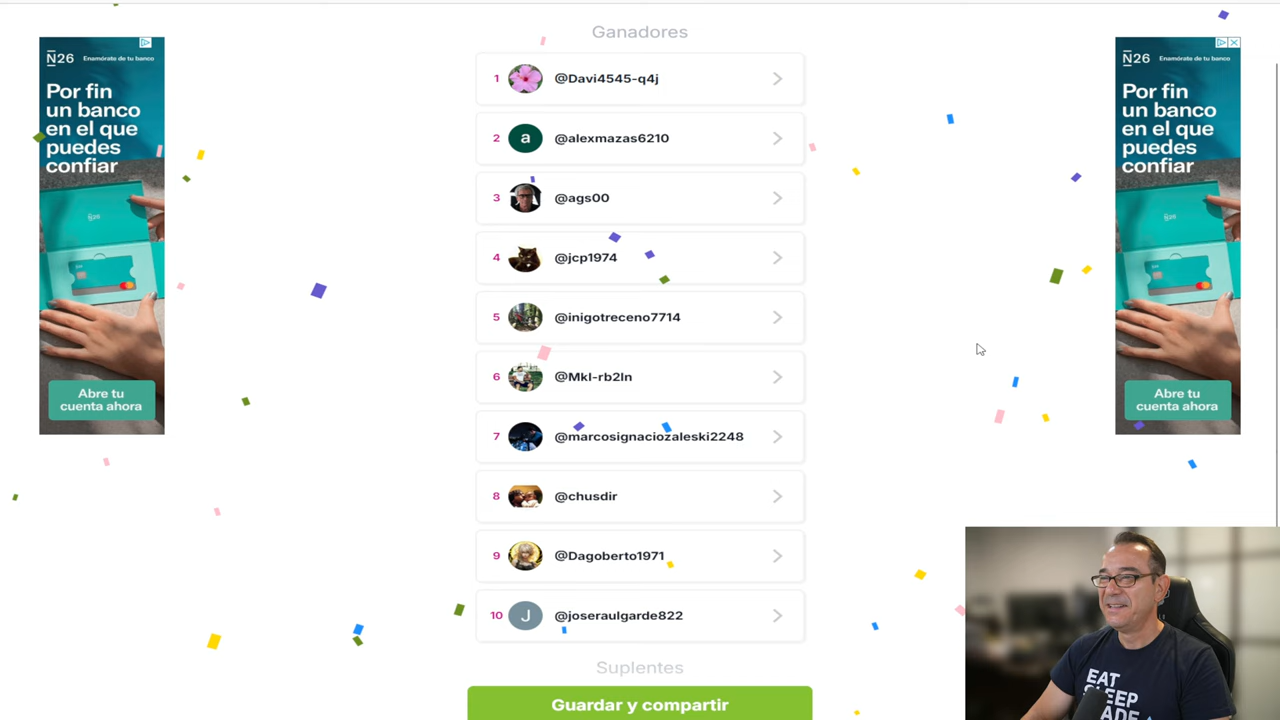 Ganadores
N26 Enamórate de tu banco
Por fin
un banco
en el que
puedes
confiar
N26
Abre tu
cuenta ahora
1 @Davi4545-q4j
2 a @alexmazas6210
3 @ags00
4 @jcp1974
5 @inigotreceno7714
6 @Mkl-rb2ln
7 @marcosignaciozaleski2248
8 @chusdir
9 @Dagoberto1971
10 J @joseraulgarde822
Suplentes
Guardar y compartir
N26 Enamórate de tu banco
Por fin
un banco
en el que
puedes
confiar
N26
Abre tu
cuenta ahora
EAT
SLEEP